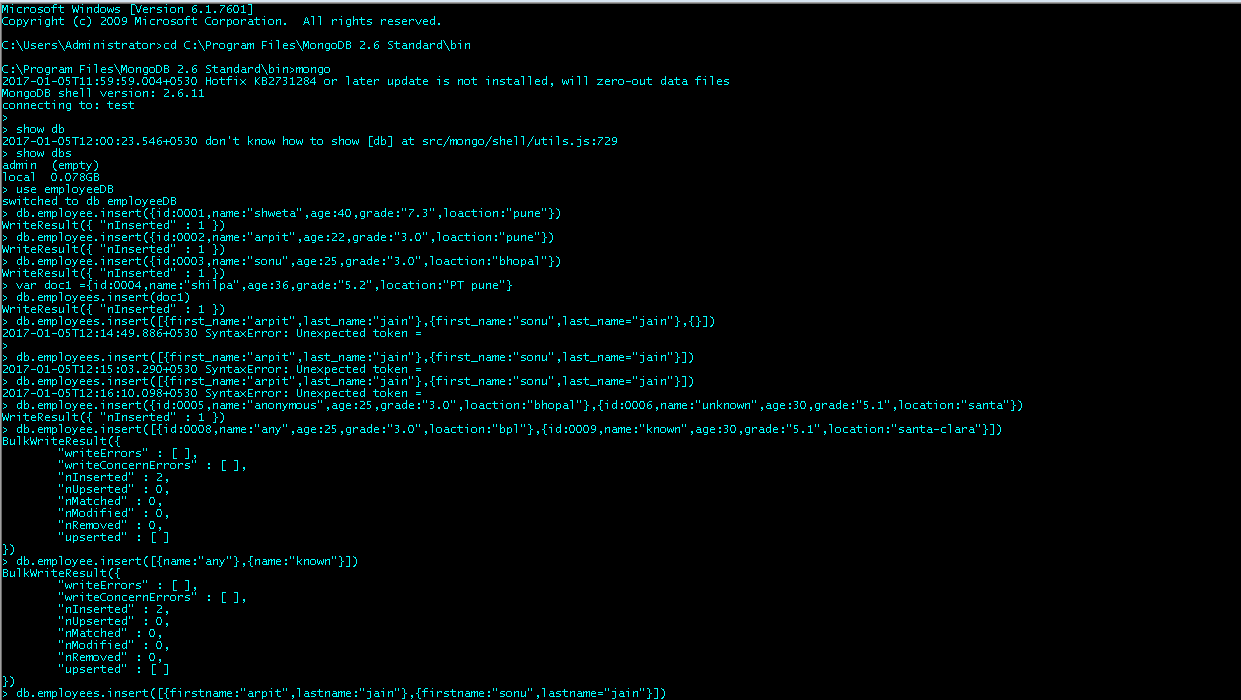 Microsoft Windows [Version 6.1.7601]
Copyright (c) 2009 Microsoft Corporation.  All rights reserved.
C:\Users\Administrator>cd C:\Program Files\MongoDB 2.6 Standard\bin
C:\Program Files\MongoDB 2.6 Standard\bin>mongo
2017-01-05T11:59:59.004+0530 Hotfix KB2731284 or later update is not installed, will zero-out data files
MongoDB shell version: 2.6.11
connecting to: test
>
> show db
2017-01-05T12:00:23.546+0530 don't know how to show [db] at src/mongo/shell/utils.js:729
> show dbs
admin  (empty)
local  0.078GB
> use employeeDB
switched to db employeeDB
> db.employee.insert({id:0001,name:"shweta",age:40,grade:"7.3",loaction:"pune"})
WriteResult({ "nInserted" : 1 })
> db.employee.insert({id:0002,name:"arpit",age:22,grade:"3.0",loaction:"pune"})
WriteResult({ "nInserted" : 1 })
> db.employee.insert({id:0003,name:"sonu",age:25,grade:"3.0",loaction:"bhopal"})
WriteResult({ "nInserted" : 1 })
> var doc1 ={id:0004,name:"shilpa",age:36,grade:"5.2",location:"PT pune"}
> db.employees.insert(doc1)
WriteResult({ "nInserted" : 1 })
> db.employees.insert([{first_name:"arpit",last_name:"jain"},{first_name:"sonu",last_name="jain"},{}])
2017-01-05T12:14:49.886+0530 SyntaxError: Unexpected token =
>
> db.employees.insert([{first_name:"arpit",last_name:"jain"},{first_name:"sonu",last_name="jain"}])
2017-01-05T12:15:03.290+0530 SyntaxError: Unexpected token =
> db.employees.insert([{first_name:"arpit",last_name:"jain"},{first_name:"sonu",last_name="jain"}])
2017-01-05T12:16:10.098+0530 SyntaxError: Unexpected token =
> db.employee.insert({id:0005,name:"anonymous",age:25,grade:"3.0",loaction:"bhopal"},{id:0006,name:"unknown",age:30,grade:"5.1",location:"santa"})
WriteResult({ "nInserted" : 1 })
> db.employee.insert([{id:0008,name:"any",age:25,grade:"3.0",loaction:"bpl"},{id:0009,name:"known",age:30,grade:"5.1",location:"santa-clara"}])
BulkWriteResult({
"writeErrors" : [ ],
"writeConcernErrors" : [ ],
"nInserted" : 2,
"nUpserted" : 0,
"nMatched" : 0,
"nModified" : 0,
"nRemoved" : 0,
"upserted" : [ ]
})
> db.employee.insert([{name:"any"},{name:"known"}])
BulkWriteResult({
"writeErrors" : [ ],
"writeConcernErrors" : [ ],
"nInserted" : 2,
"nUpserted" : 0,
"nMatched" : 0,
"nModified" : 0,
"nRemoved" : 0,
"upserted" : [ ]
})
> db.employees.insert([{firstname:"arpit",lastname:"jain"},{firstname:"sonu",lastname="jain"}])